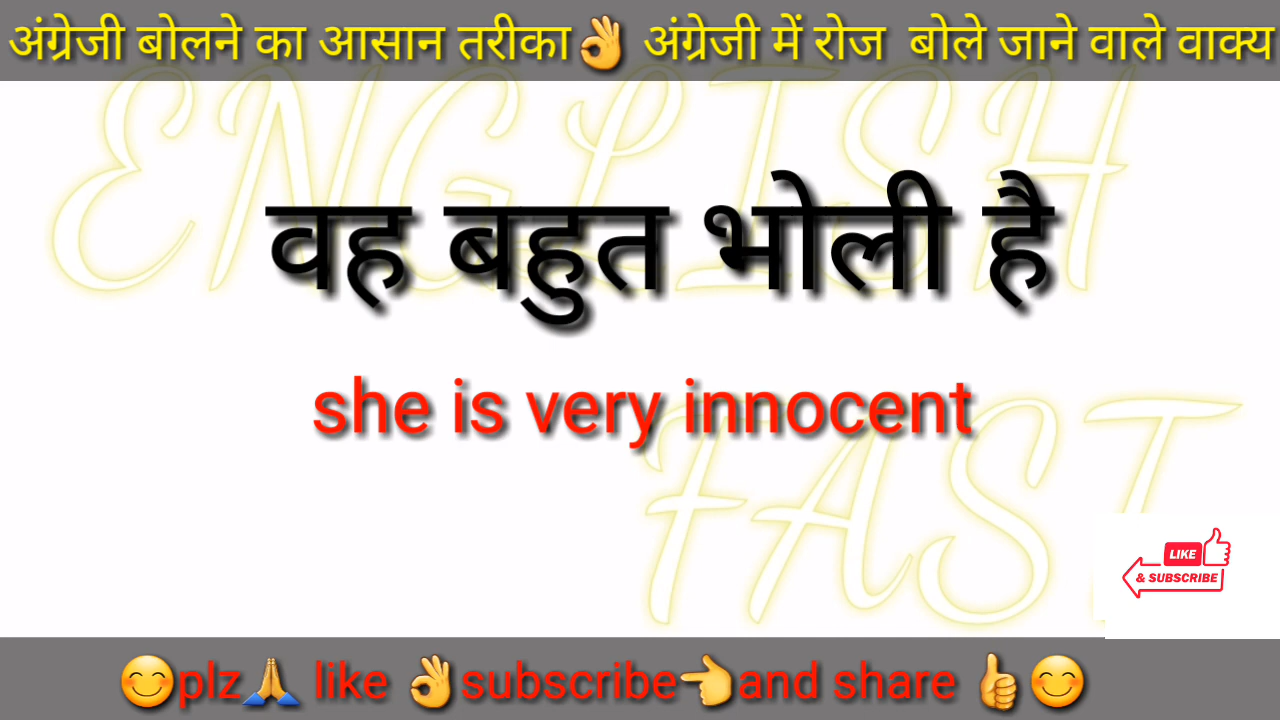 अंग्रेजी बोलने का आसान तरीका👌 अंग्रेजी में रोज बोले जाने वाले वाक्य
ENGLISH
वह बहुत भोली है
she is very innocent
FAST
LIKE
& SUBSCRIBE
😊plz🙏 like 👌subscribe👈and share 👍😊